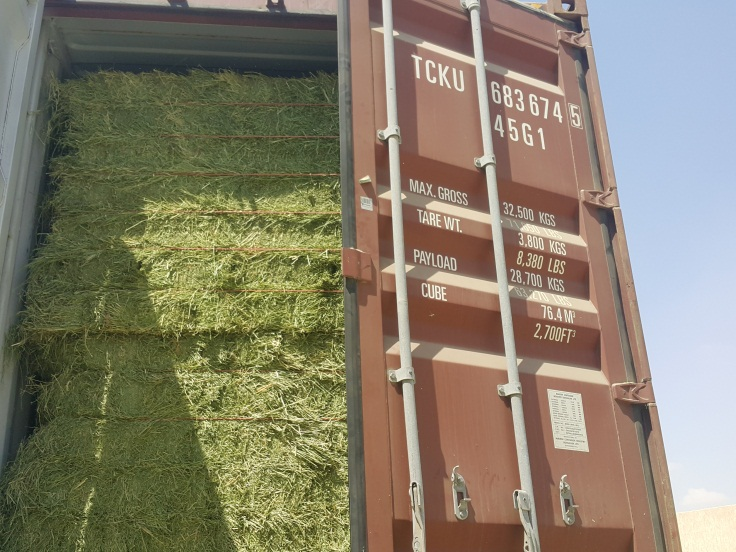 TCKU 683674 5
45G1
MAX. GROSS 32,500 KGS
TARE WT. 3,800 KGS
8,380 LBS
PAYLOAD 28,700 KGS
CUBE 76.4 M³
2,700FT³